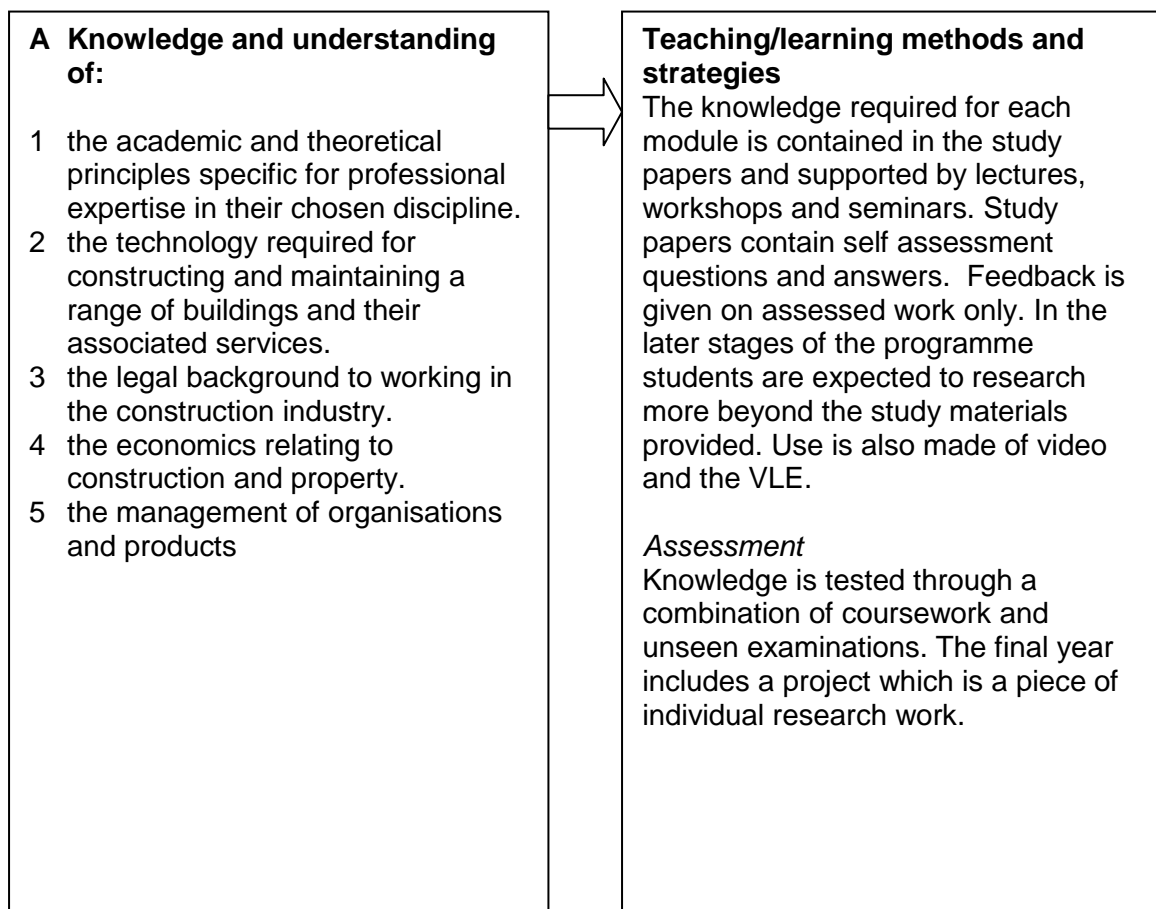 A Knowledge and understanding
of:
1 the academic and theoretical
principles specific for professional
expertise in their chosen discipline.
2 the technology required for
constructing and maintaining a
range of buildings and their
associated services.
3 the legal background to working in
the construction industry.
4 the economics relating to
construction and property.
5 the management of organisations
and products
Teaching/learning methods and
strategies
The knowledge required for each
module is contained in the study
papers and supported by lectures,
workshops and seminars. Study
papers contain self assessment
questions and answers.  Feedback is
given on assessed work only. In the
later stages of the programme
students are expected to research
more beyond the study materials
provided. Use is also made of video
and the VLE.
Assessment
Knowledge is tested through a
combination of coursework and
unseen examinations. The final year
includes a project which is a piece of
individual research work.